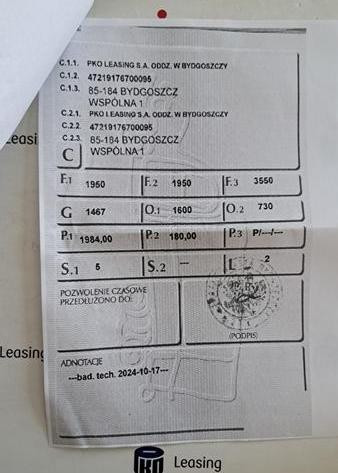 C.1.1. PKO LEASING S.A. ODDZ. W BYDGOSZCZY
C.1.2. 47219176700095
C.1.3. 85-184 BYDGOSZCZ
WSPÓLNA 1
C.2.1. PKO LEASING S.A. ODDZ. W BYDGOSZCZY
C.2.2. 47219176700095
C.2.3. 85-184 BYDGOSZCZ
WSPÓLNA 1
C
F.1 1950 F.2 1950 F.3 3550
G 1467 O.1 1600 O.2 730
P.1 1984,00 P.2 180,00 P.3 P/---/---
S.1 5 S.2 --- L 2
POZWOLENIE CZASOWE
PRZEDŁUŻONO DO:
(PODPIS)
ADNOTACJE
---bad. tech. 2024-10-17---
Leasing
Leasing